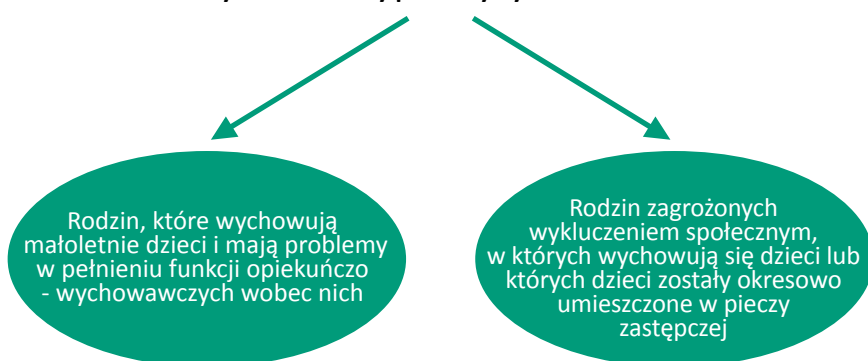 Rodzin, które wychowują
małoletnie dzieci i mają problemy
w pełnieniu funkcji opiekuńczo
- wychowawczych wobec nich
Rodzin zagrożonych
wykluczeniem społecznym,
w których wychowują się dzieci lub
których dzieci zostały okresowo
umieszczone w pieczy
zastępczej